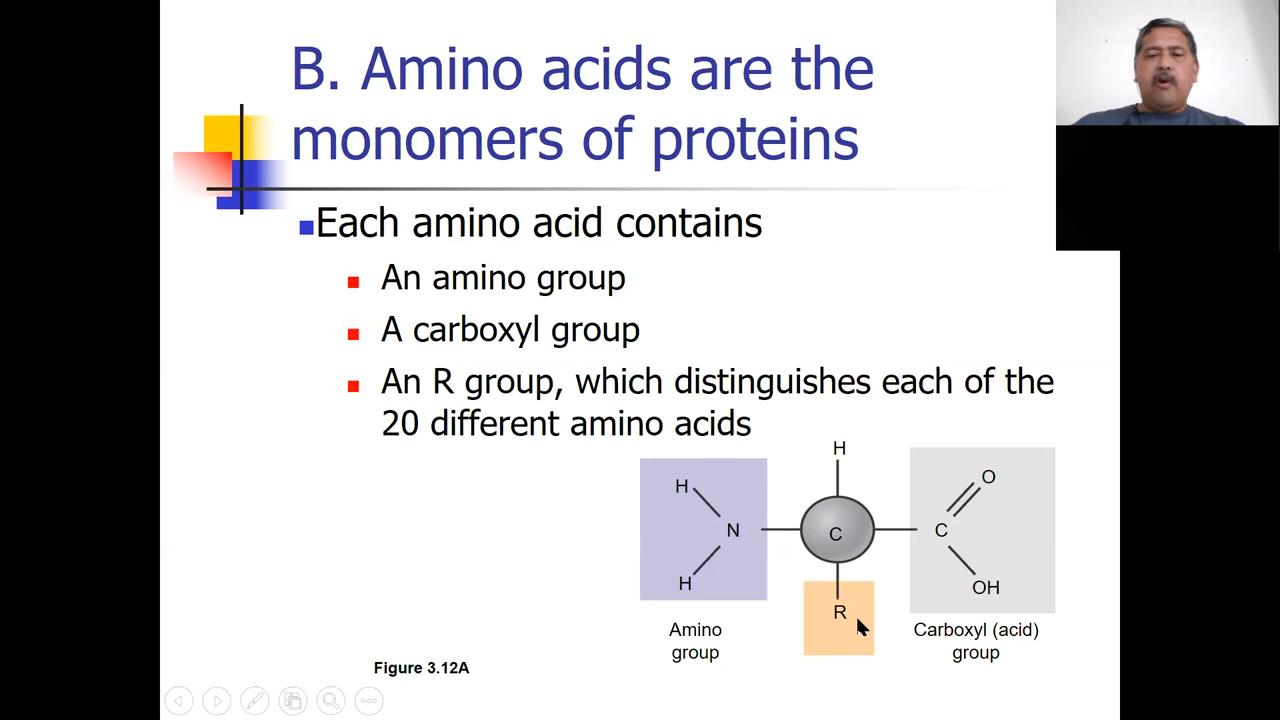 B. Amino acids are the
monomers of proteins
Each amino acid contains
An amino group
A carboxyl group
An R group, which distinguishes each of the
20 different amino acids
H
H
O
N
C
C
H
OH
R
Amino
group
Carboxyl (acid)
group
Figure 3.12A